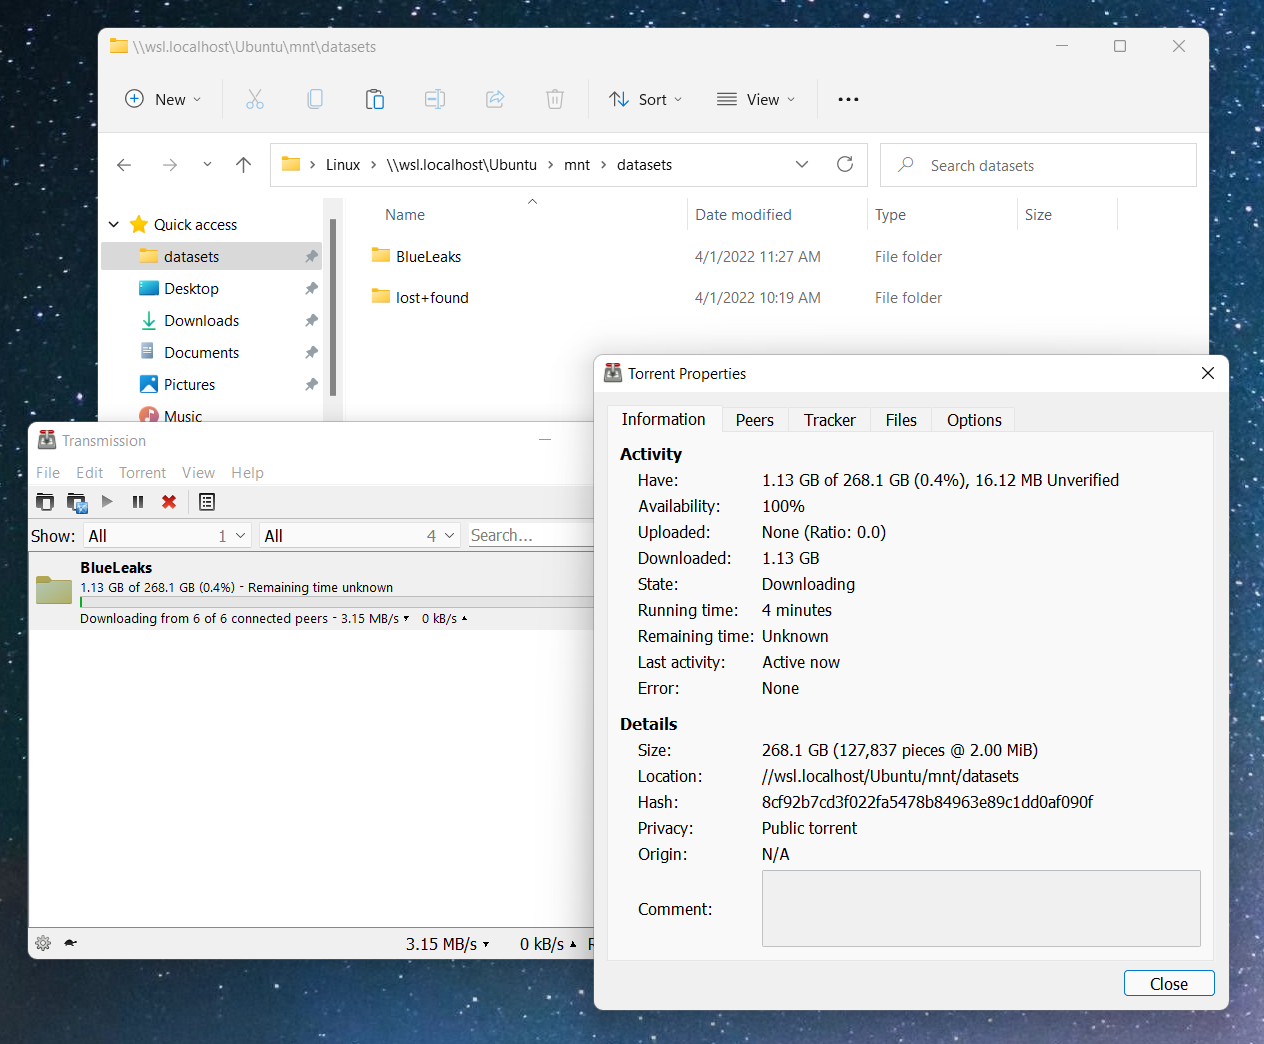 \\wsl.localhost\Ubuntu\mnt\datasets
New Sort View
Linux \\wsl.localhost\Ubuntu mnt datasets Search datasets
Quick access
datasets
Desktop
Downloads
Documents
Pictures
Music
Name Date modified Type Size
BlueLeaks 4/1/2022 11:27 AM File folder
lost+found 4/1/2022 10:19 AM File folder
Transmission
File Edit Torrent View Help
Show: All 1 All 4 Search...
BlueLeaks
1.13 GB of 268.1 GB (0.4%) - Remaining time unknown
Downloading from 6 of 6 connected peers - 3.15 MB/s 0 kB/s
3.15 MB/s 0 kB/s R
Torrent Properties
Information Peers Tracker Files Options
Activity
Have: 1.13 GB of 268.1 GB (0.4%), 16.12 MB Unverified
Availability: 100%
Uploaded: None (Ratio: 0.0)
Downloaded: 1.13 GB
State: Downloading
Running time: 4 minutes
Remaining time: Unknown
Last activity: Active now
Error: None
Details
Size: 268.1 GB (127,837 pieces @ 2.00 MiB)
Location: //wsl.localhost/Ubuntu/mnt/datasets
Hash: 8cf92b7cd3f022fa5478b84963e89c1dd0af090f
Privacy: Public torrent
Origin: N/A
Comment:
Close